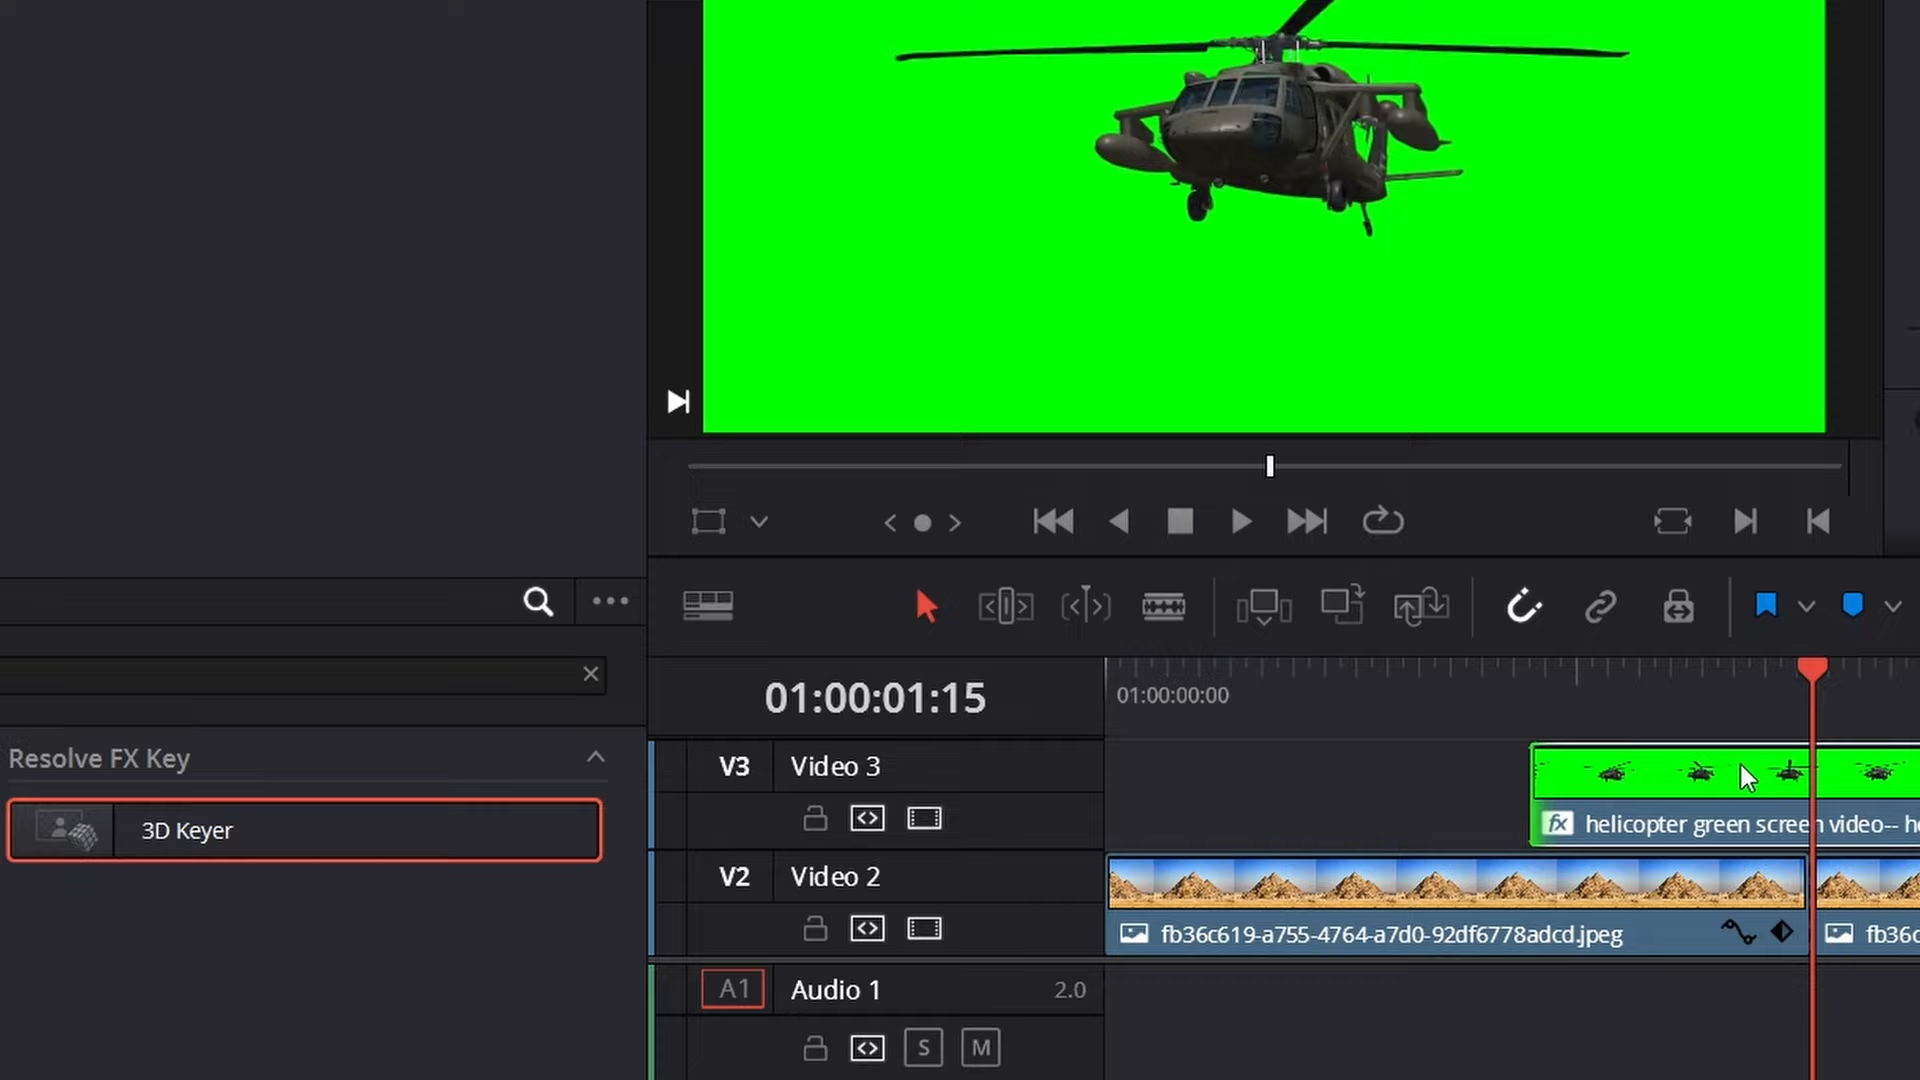 01:00:01:15
01:00:00:00
Resolve FX Key
3D Keyer
V3
Video 3
fx
helicopter green screen video-- h
V2
Video 2
fb36c619-a755-4764-a7d0-92df6778adcd.jpeg
fb36c
A1
Audio 1
2.0
S
M